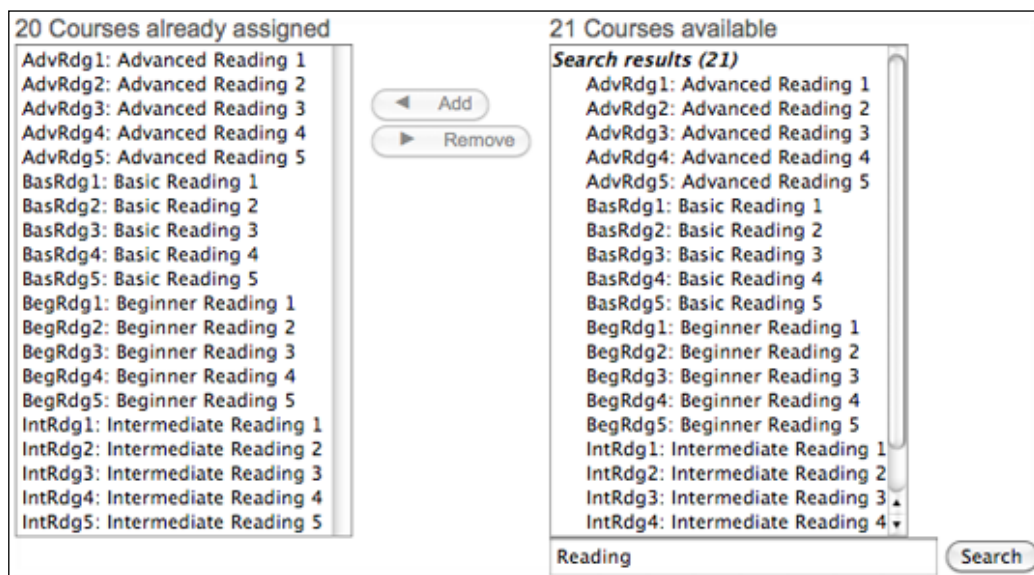 20 Courses already assigned
AdvRdg1: Advanced Reading 1
AdvRdg2: Advanced Reading 2
AdvRdg3: Advanced Reading 3
AdvRdg4: Advanced Reading 4
AdvRdg5: Advanced Reading 5
BasRdg1: Basic Reading 1
BasRdg2: Basic Reading 2
BasRdg3: Basic Reading 3
BasRdg4: Basic Reading 4
BasRdg5: Basic Reading 5
BegRdg1: Beginner Reading 1
BegRdg2: Beginner Reading 2
BegRdg3: Beginner Reading 3
BegRdg4: Beginner Reading 4
BegRdg5: Beginner Reading 5
IntRdg1: Intermediate Reading 1
IntRdg2: Intermediate Reading 2
IntRdg3: Intermediate Reading 3
IntRdg4: Intermediate Reading 4
IntRdg5: Intermediate Reading 5
Add
Remove
21 Courses available
Search results (21)
AdvRdg1: Advanced Reading 1
AdvRdg2: Advanced Reading 2
AdvRdg3: Advanced Reading 3
AdvRdg4: Advanced Reading 4
AdvRdg5: Advanced Reading 5
BasRdg1: Basic Reading 1
BasRdg2: Basic Reading 2
BasRdg3: Basic Reading 3
BasRdg4: Basic Reading 4
BasRdg5: Basic Reading 5
BegRdg1: Beginner Reading 1
BegRdg2: Beginner Reading 2
BegRdg3: Beginner Reading 3
BegRdg4: Beginner Reading 4
BegRdg5: Beginner Reading 5
IntRdg1: Intermediate Reading 1
IntRdg2: Intermediate Reading 2
IntRdg3: Intermediate Reading 3
IntRdg4: Intermediate Reading 4
Reading
Search